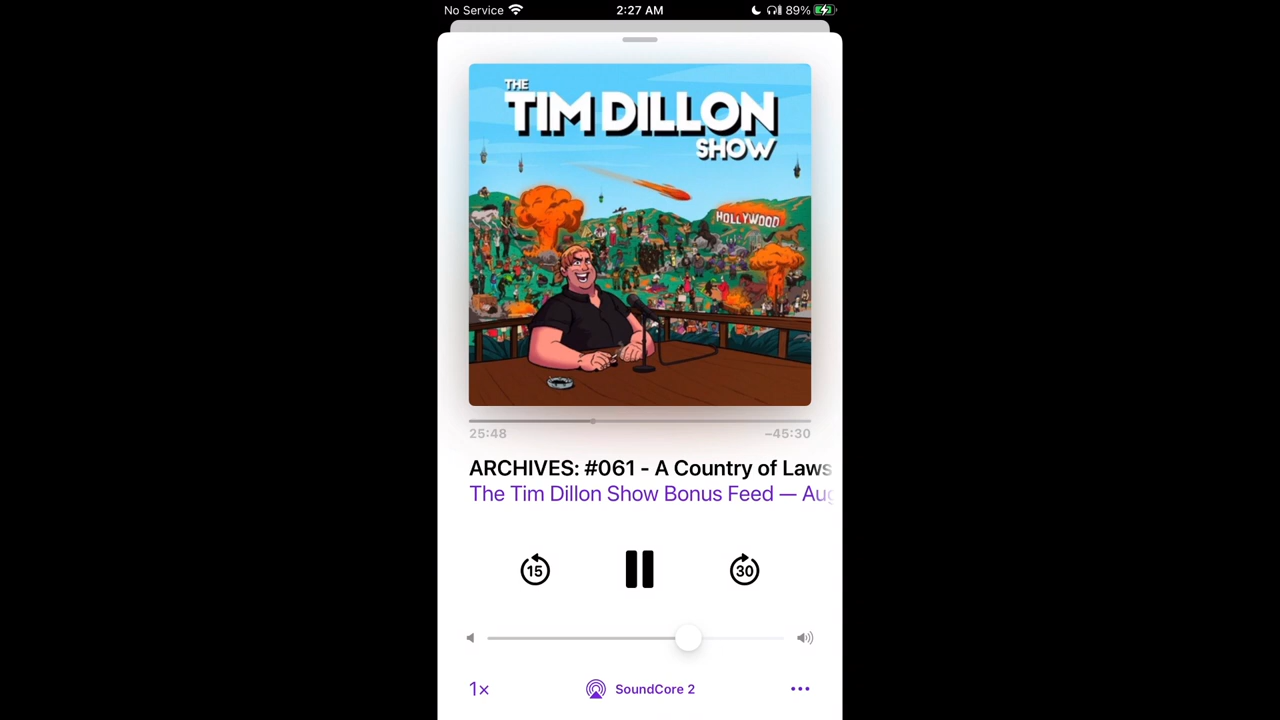 No Service
2:27 AM
89%
THE
TIM DILLON
SHOW
HOLLYWOOD
25:48
–45:30
ARCHIVES: #061 - A Country of Laws
The Tim Dillon Show Bonus Feed — Aug
15
30
1×
SoundCore 2